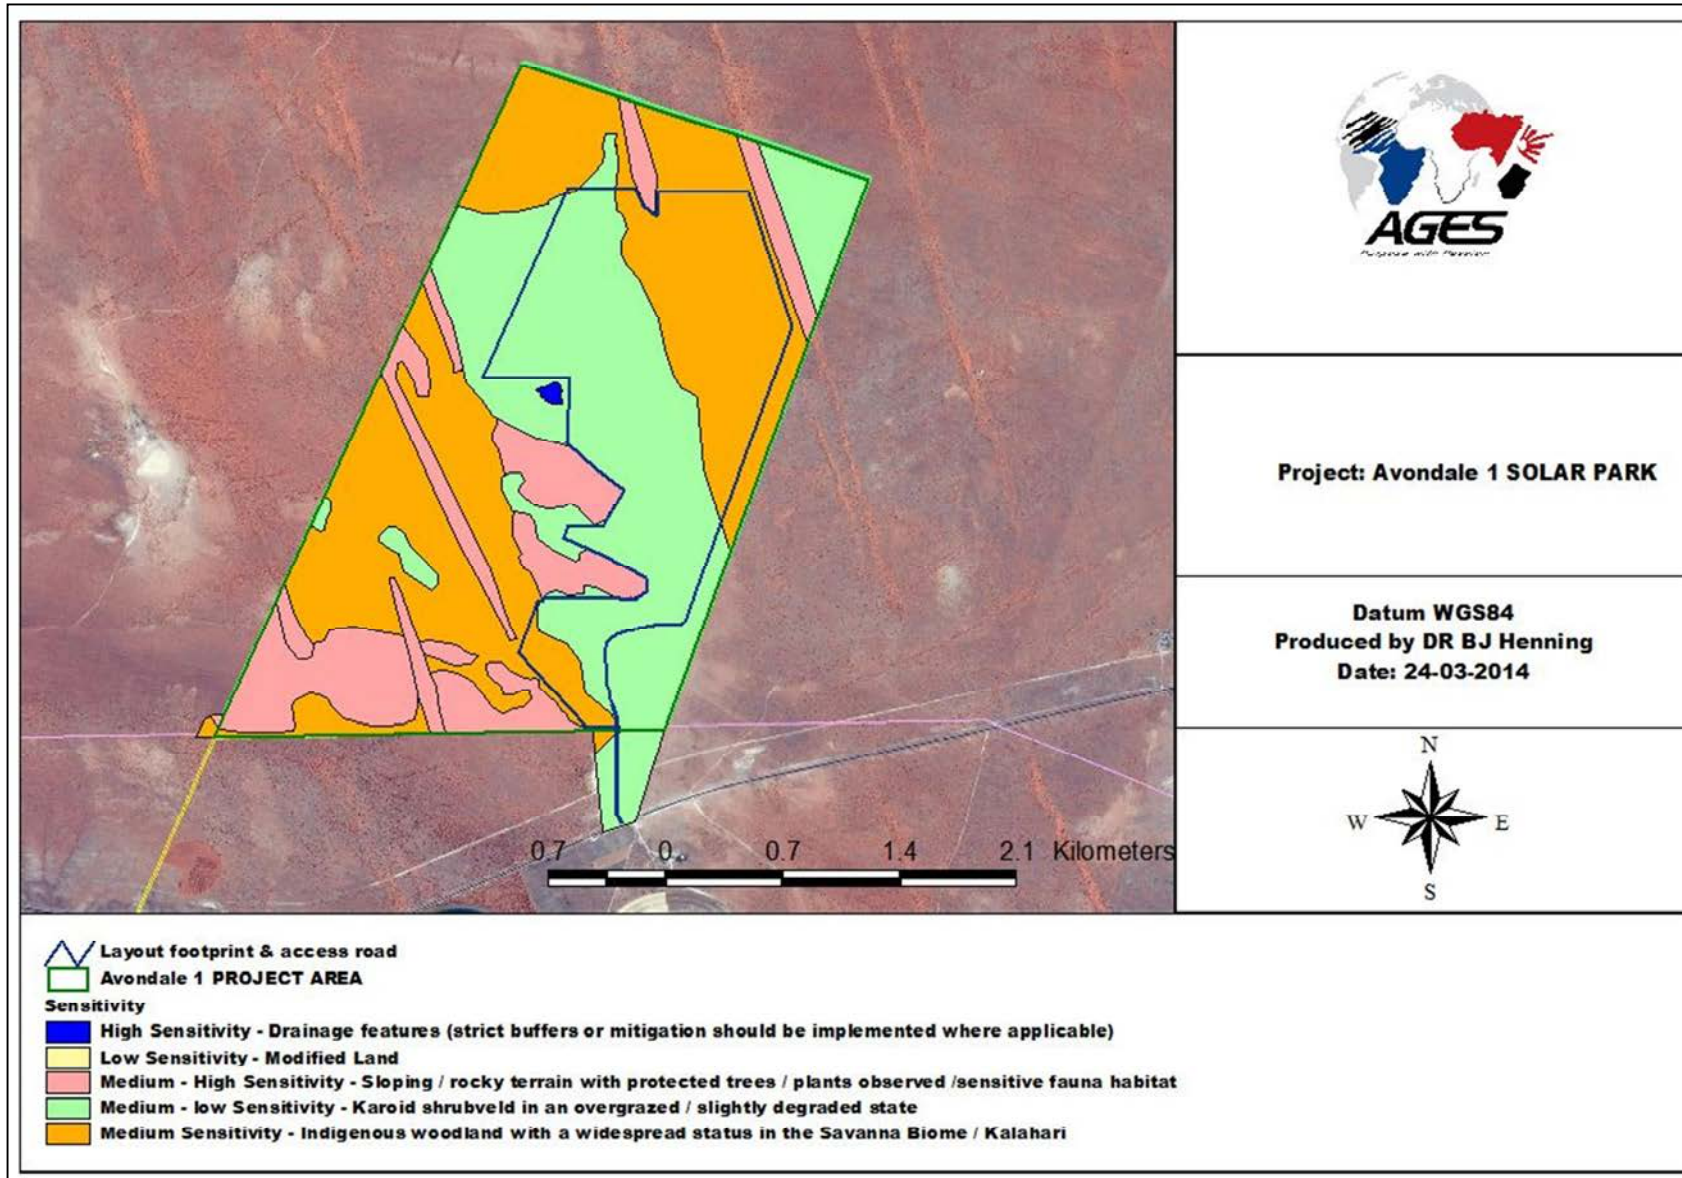 AGES
Purpose with Passion
Project: Avondale 1 SOLAR PARK
Datum WGS84
Produced by DR BJ Henning
Date: 24-03-2014
N
W E
S
0.7 0 0.7 1.4 2.1 Kilometers
Layout footprint & access road
Avondale 1 PROJECT AREA
Sensitivity
High Sensitivity - Drainage features (strict buffers or mitigation should be implemented where applicable)
Low Sensitivity - Modified Land
Medium - High Sensitivity - Sloping / rocky terrain with protected trees / plants observed /sensitive fauna habitat
Medium - low Sensitivity - Karoid shrubveld in an overgrazed / slightly degraded state
Medium Sensitivity - Indigenous woodland with a widespread status in the Savanna Biome / Kalahari